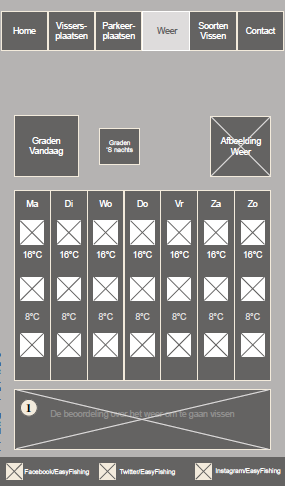 Home
Vissers-
plaatsen
Parkeer-
plaatsen
Weer
Soorten
Vissen
Contact
Graden
Vandaag
Graden
'S nachts
Afbeelding
Weer
Ma Di Wo Do Vr Za Zo
16°C 16°C 16°C 16°C 16°C 16°C 16°C
8°C 8°C 8°C 8°C 8°C 8°C 8°C
1
De beoordeling over het weer om te gaan vissen
Facebook/EasyFishing Twitter/EasyFishing Instagram/EasyFishing